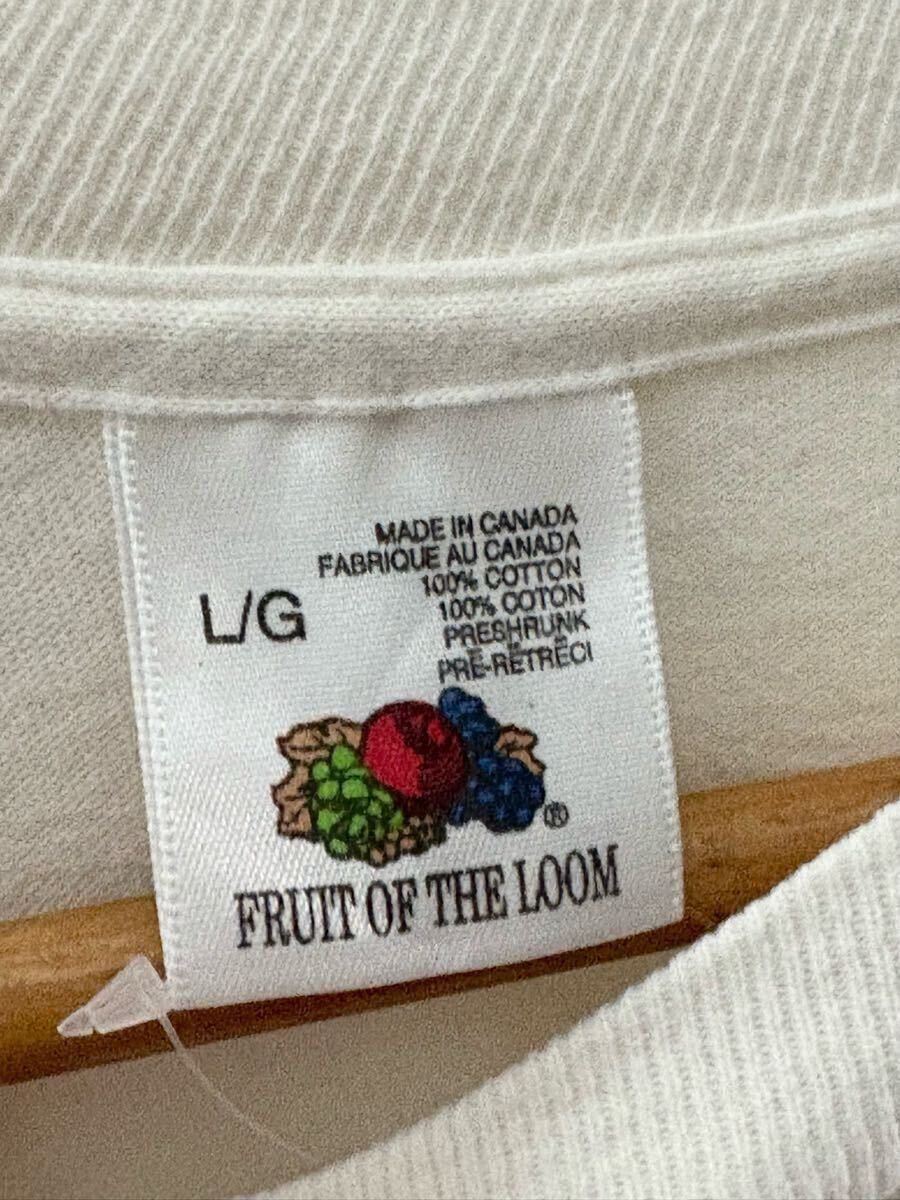 MADE IN CANADA
FABRIQUE AU CANADA
100% COTTON
100% COTON
PRESHRUNK
PRÉ-RÉTRÉCI
L/G
®
FRUIT OF THE LOOM